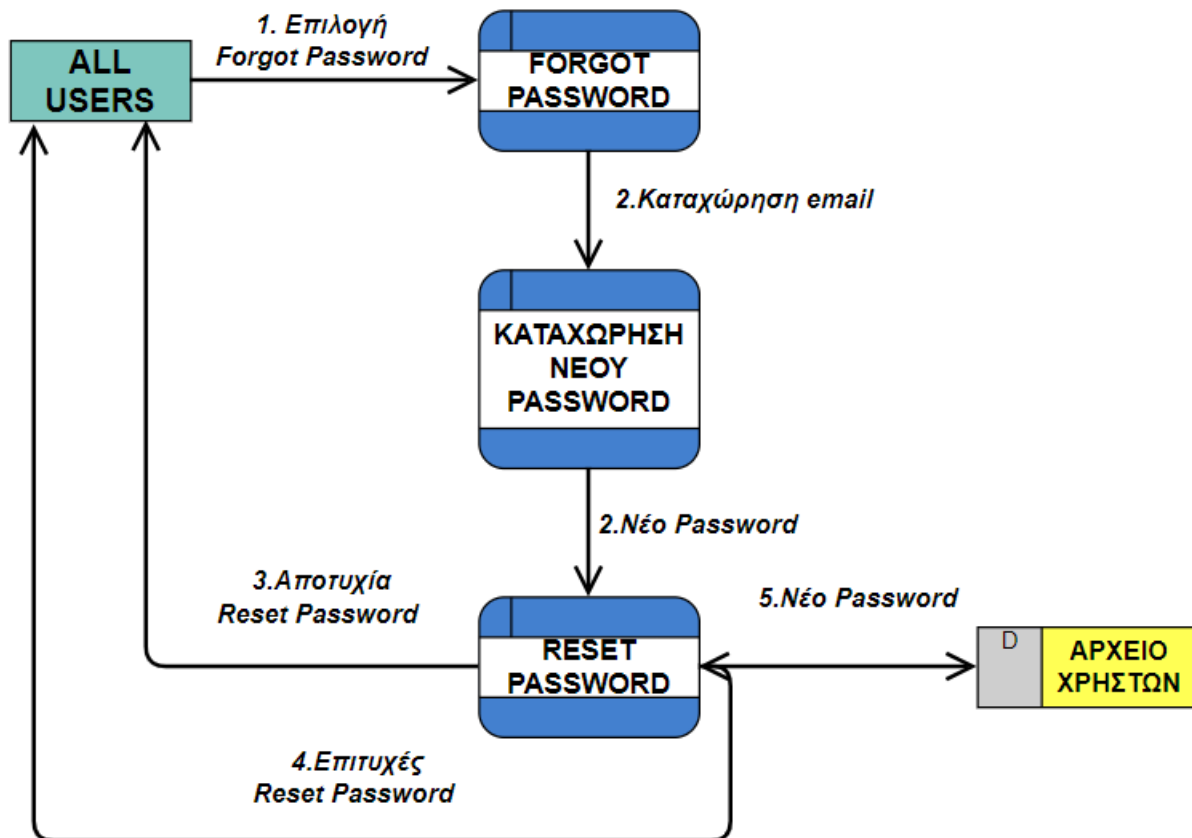 1. Επιλογή
Forgot Password
ALL
USERS
FORGOT
PASSWORD
2.Καταχώρηση email
ΚΑΤΑΧΩΡΗΣΗ
ΝΕΟΥ
PASSWORD
2.Νέο Password
3.Αποτυχία
Reset Password
5.Νέο Password
RESET
PASSWORD
D
ΑΡΧΕΙΟ
ΧΡΗΣΤΩΝ
4.Επιτυχές
Reset Password